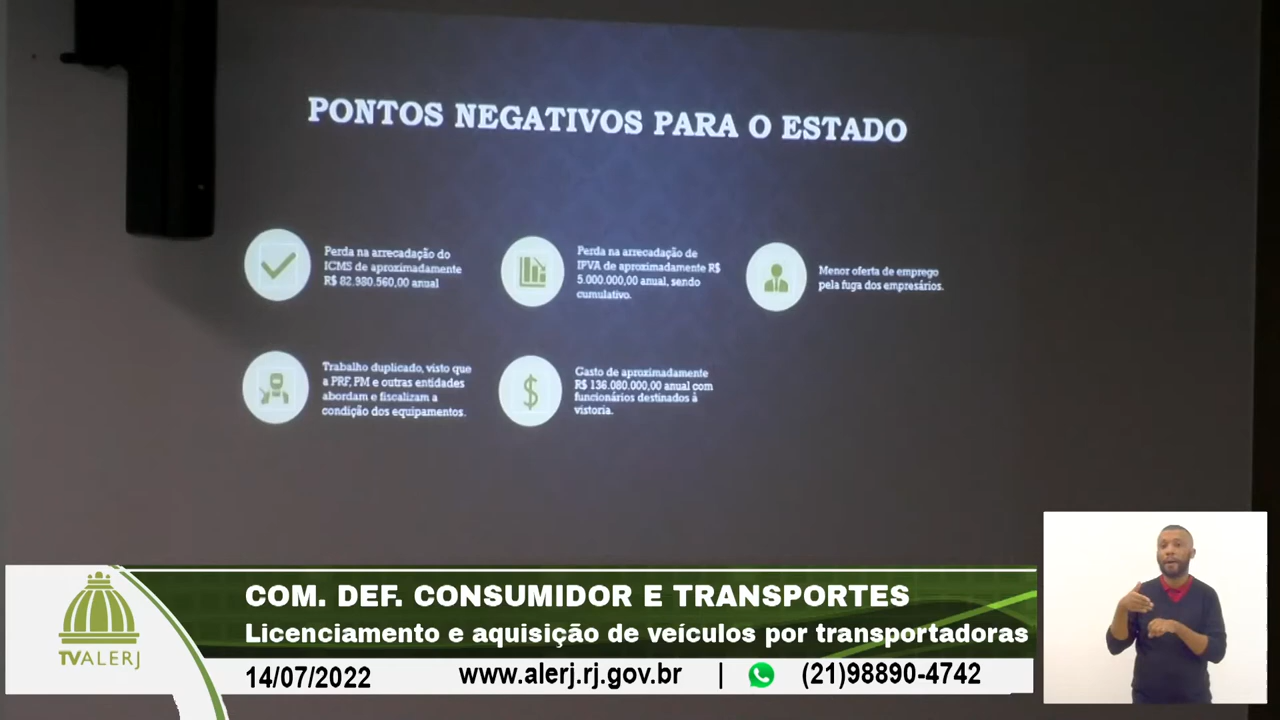 PONTOS NEGATIVOS PARA O ESTADO
Perda na arrecadação do
ICMS de aproximadamente
R$ 82.980.560,00 anual
Perda na arrecadação de
IPVA de aproximadamente R$
5.000.000,00 anual, sendo
cumulativo.
Menor oferta de emprego
pela fuga dos empresários.
Trabalho duplicado, visto que
a PRF, PM e outras entidades
abordam e fiscalizam a
condição dos equipamentos.
Gasto de aproximadamente
R$ 136.080.000,00 anual com
funcionários destinados à
vistoria.
COM. DEF. CONSUMIDOR E TRANSPORTES
Licenciamento e aquisição de veículos por transportadoras
TVALERJ
14/07/2022 www.alerj.rj.gov.br | (21)98890-4742